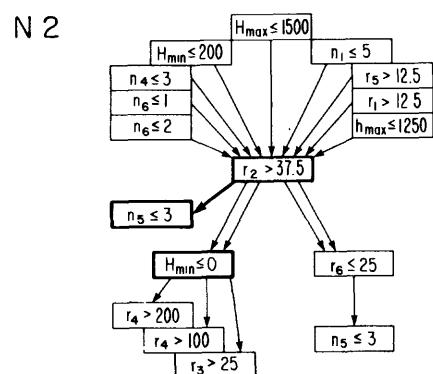 N 2
H_max ≤ 1500
H_min ≤ 200
n_1 ≤ 5
n_4 ≤ 3
r_5 > 12.5
n_6 ≤ 1
r_1 > 12.5
n_6 ≤ 2
h_max ≤ 1250
r_2 > 37.5
n_5 ≤ 3
H_min ≤ 0
r_6 ≤ 25
r_4 > 200
r_4 > 100
n_5 ≤ 3
r_3 > 25